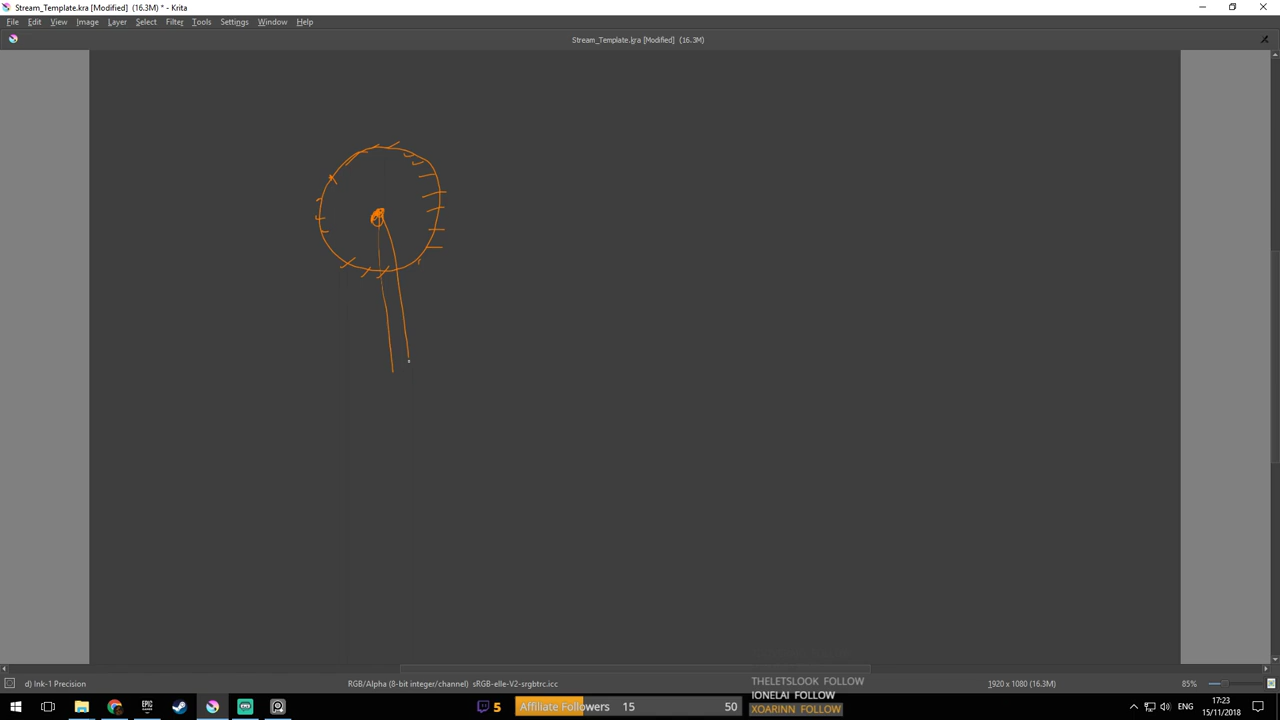 Stream_Template.kra [Modified] (16.3M) * - Krita
File Edit View Image Layer Select Filter Tools Settings Window Help
Stream_Template.kra [Modified] (16.3M)
d) Ink-1 Precision
RGB/Alpha (8-bit integer/channel) sRGB-elle-V2-srgbtrc.icc
1920 x 1080 (16.3M)
85%
THELETSLOOK FOLLOW
IONELAI FOLLOW
XOARINN FOLLOW
5
Affiliate Followers 15 50
EPIC
ENG
17:23
15/11/2018